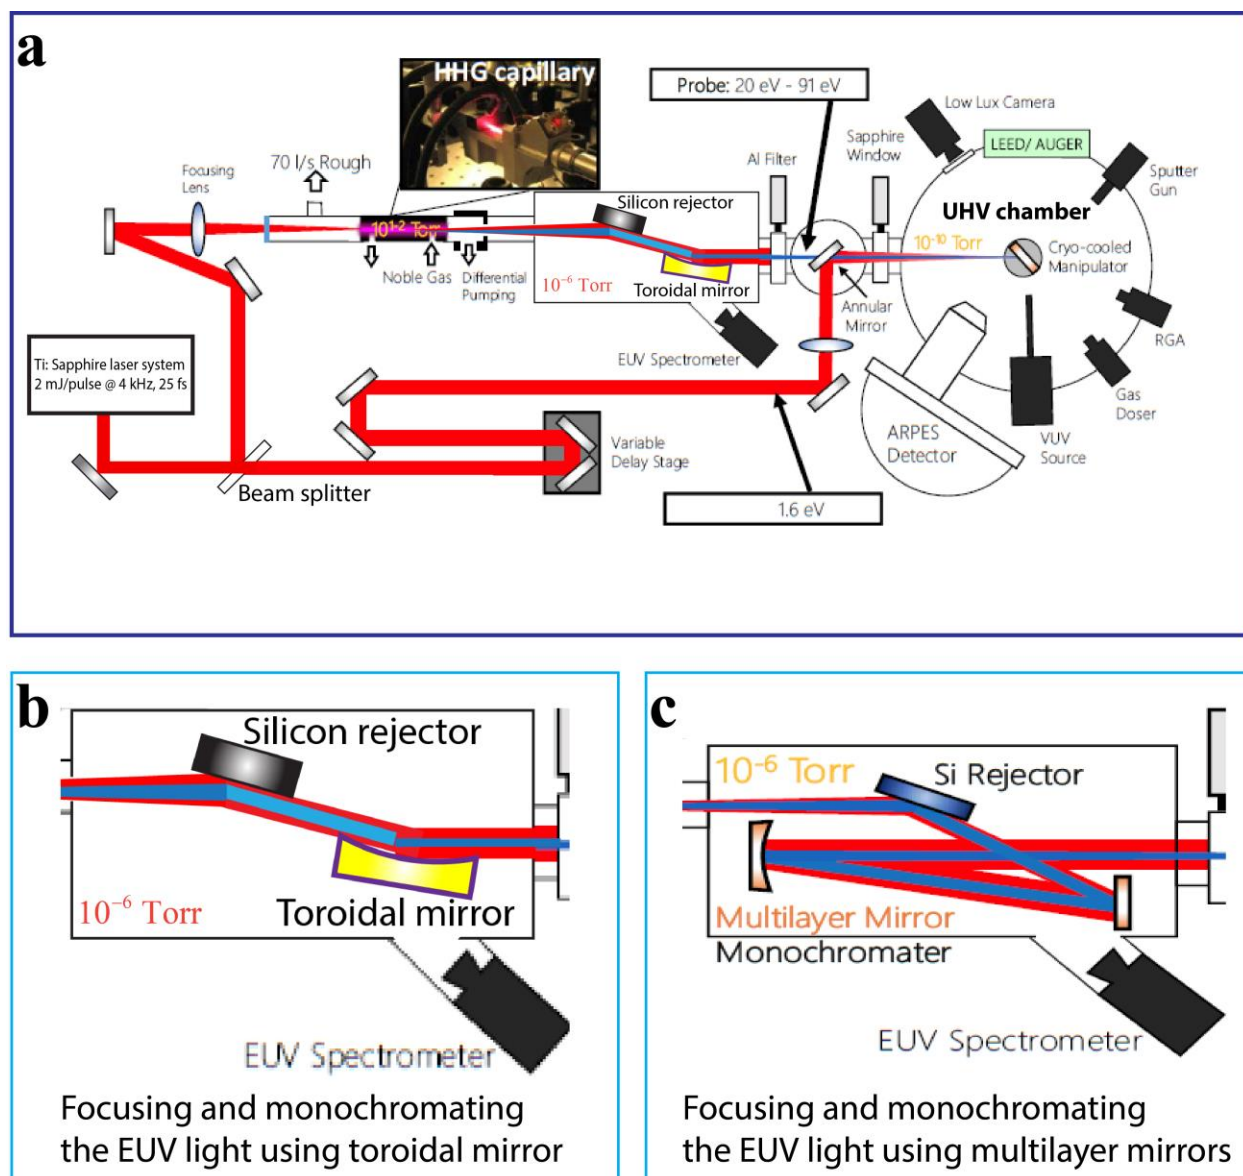 a
HHG capillary
Probe: 20 eV - 91 eV
Low Lux Camera
LEED/ AUGER
Sputter
Gun
Sapphire
Window
Al Filter
70 l/s Rough
Focusing
Lens
Silicon rejector
UHV chamber
10¹⁻² Torr
10⁻¹⁰ Torr
Cryo-cooled
Manipulator
Noble Gas
Differential
Pumping
10⁻⁶ Torr
Toroidal mirror
Annular
Mirror
EUV Spectrometer
RGA
Gas
Doser
VUV
Source
ARPES
Detector
Ti: Sapphire laser system
2 mJ/pulse @ 4 kHz, 25 fs
Variable
Delay Stage
Beam splitter
1.6 eV
b
Silicon rejector
10⁻⁶ Torr
Toroidal mirror
EUV Spectrometer
Focusing and monochromating
the EUV light using toroidal mirror
c
10⁻⁶ Torr
Si Rejector
Multilayer Mirror
Monochromater
EUV Spectrometer
Focusing and monochromating
the EUV light using multilayer mirrors